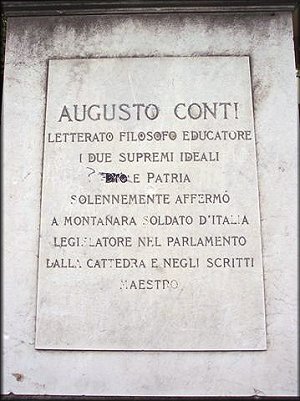 AUGUSTO CONTI
LETTERATO FILOSOFO EDUCATORE
I DUE SUPREMI IDEALI
E PATRIA
SOLENNEMENTE AFFERMÒ
A MONTANARA SOLDATO D'ITALIA
LEGISLATORE NEL PARLAMENTO
DALLA CATTEDRA E NEGLI SCRITTI
MAESTRO